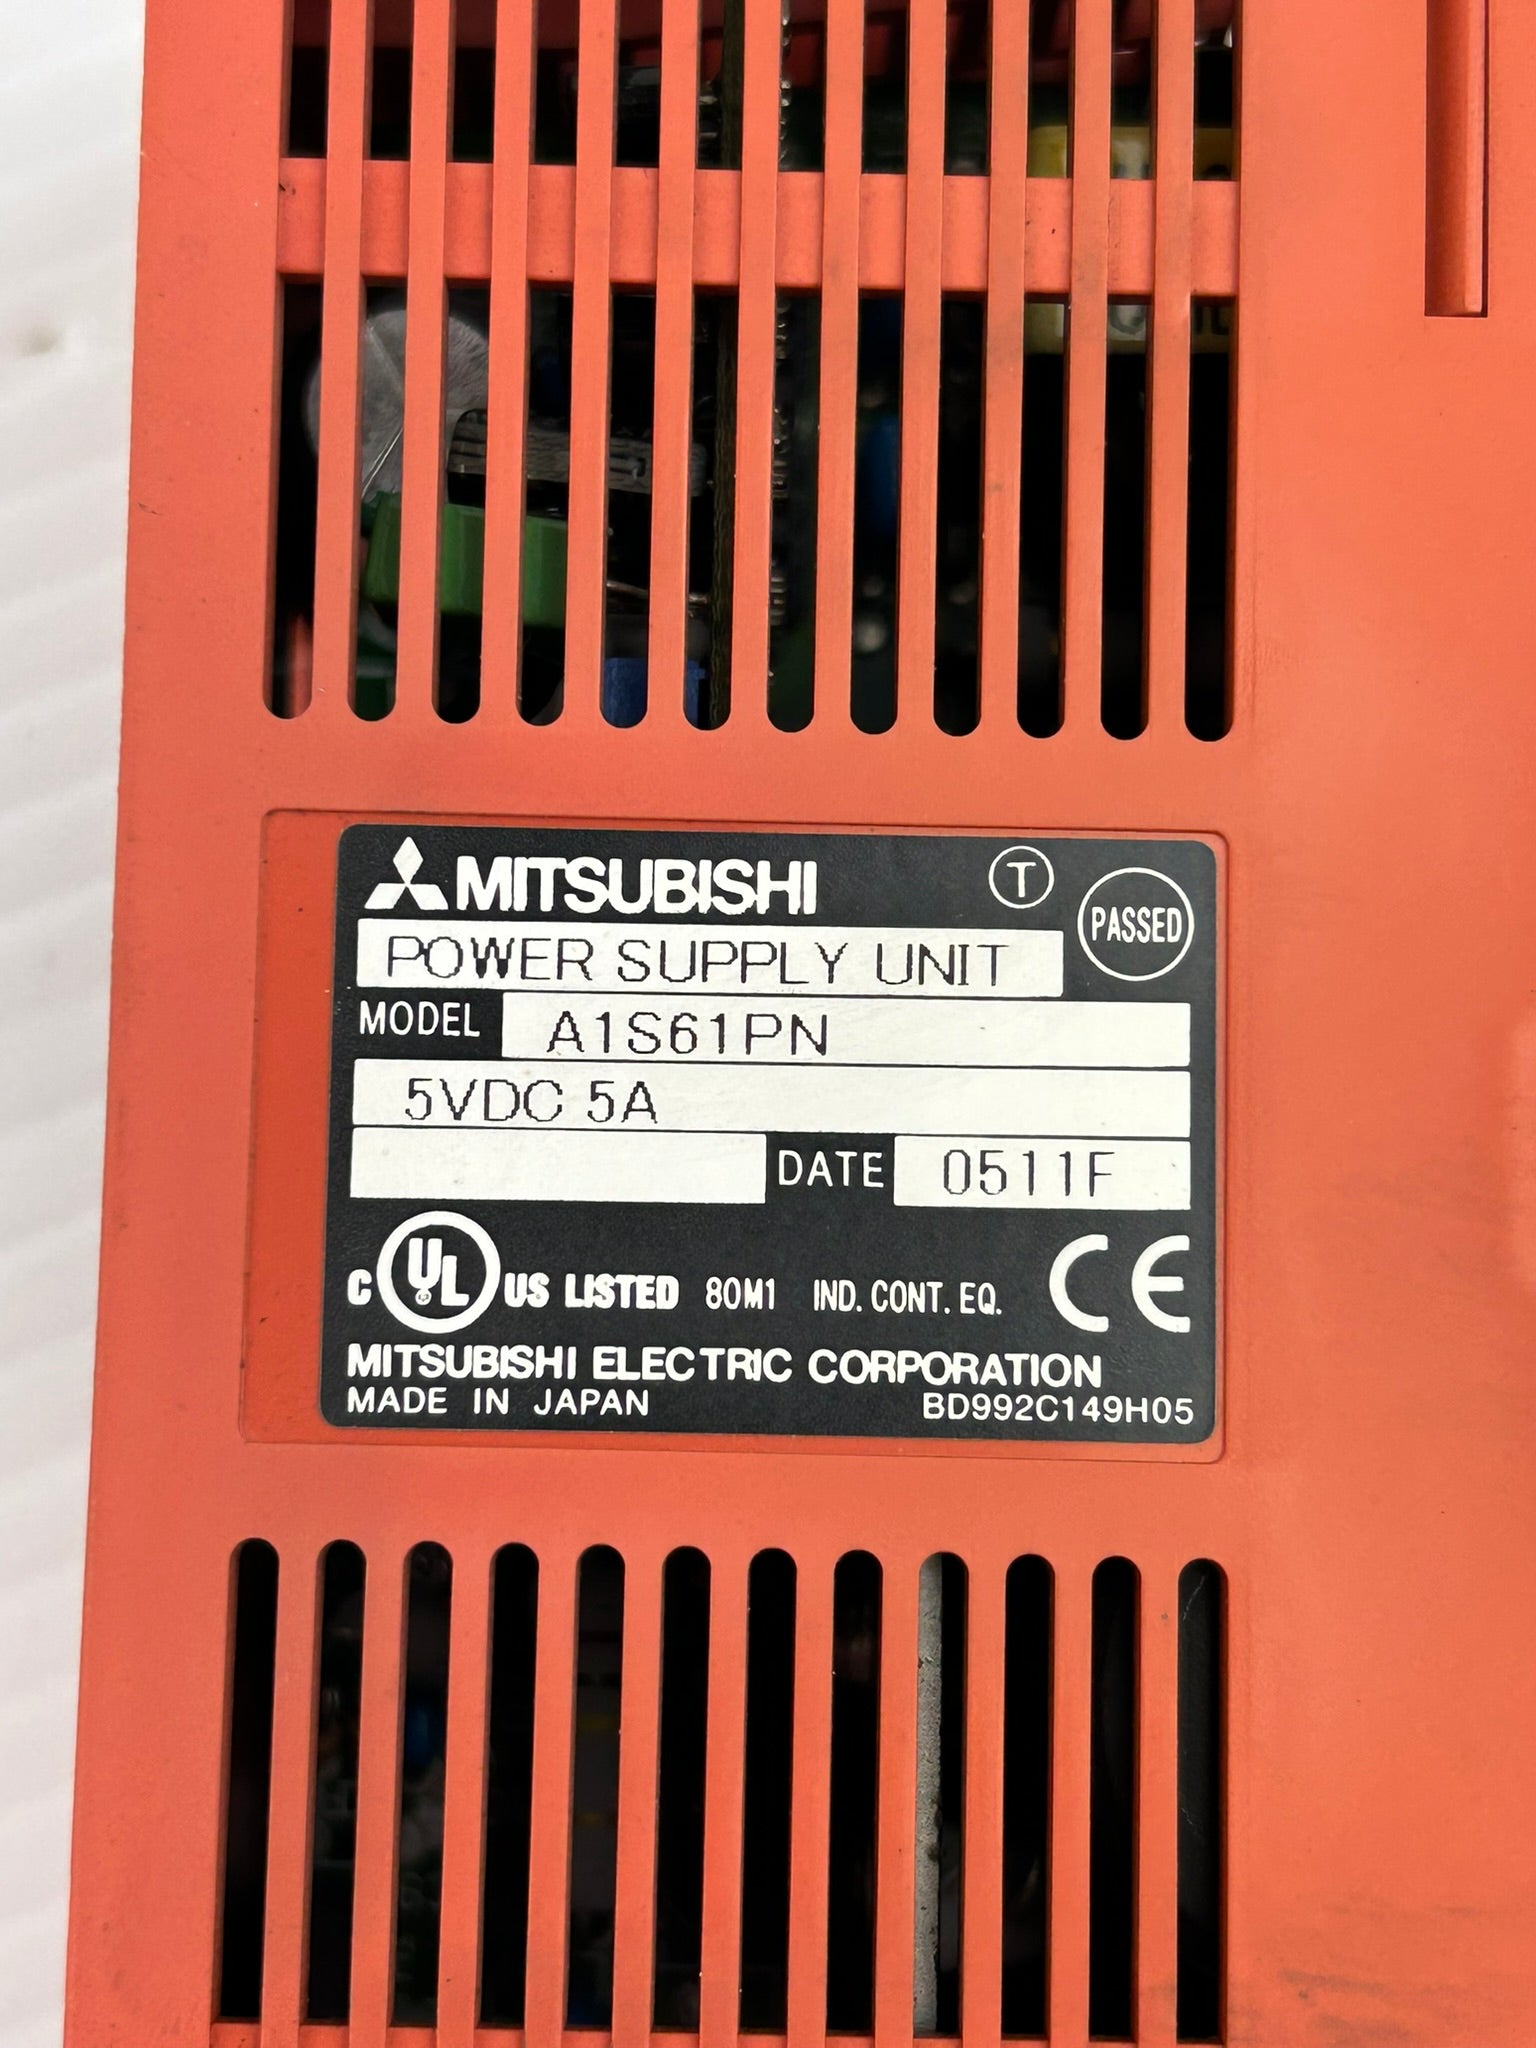 MITSUBISHI
T
PASSED
POWER SUPPLY UNIT
MODEL A1S61PN
5VDC 5A
DATE 0511F
C UL US LISTED 80M1 IND. CONT. EQ. CE
MITSUBISHI ELECTRIC CORPORATION
MADE IN JAPAN BD992C149H05